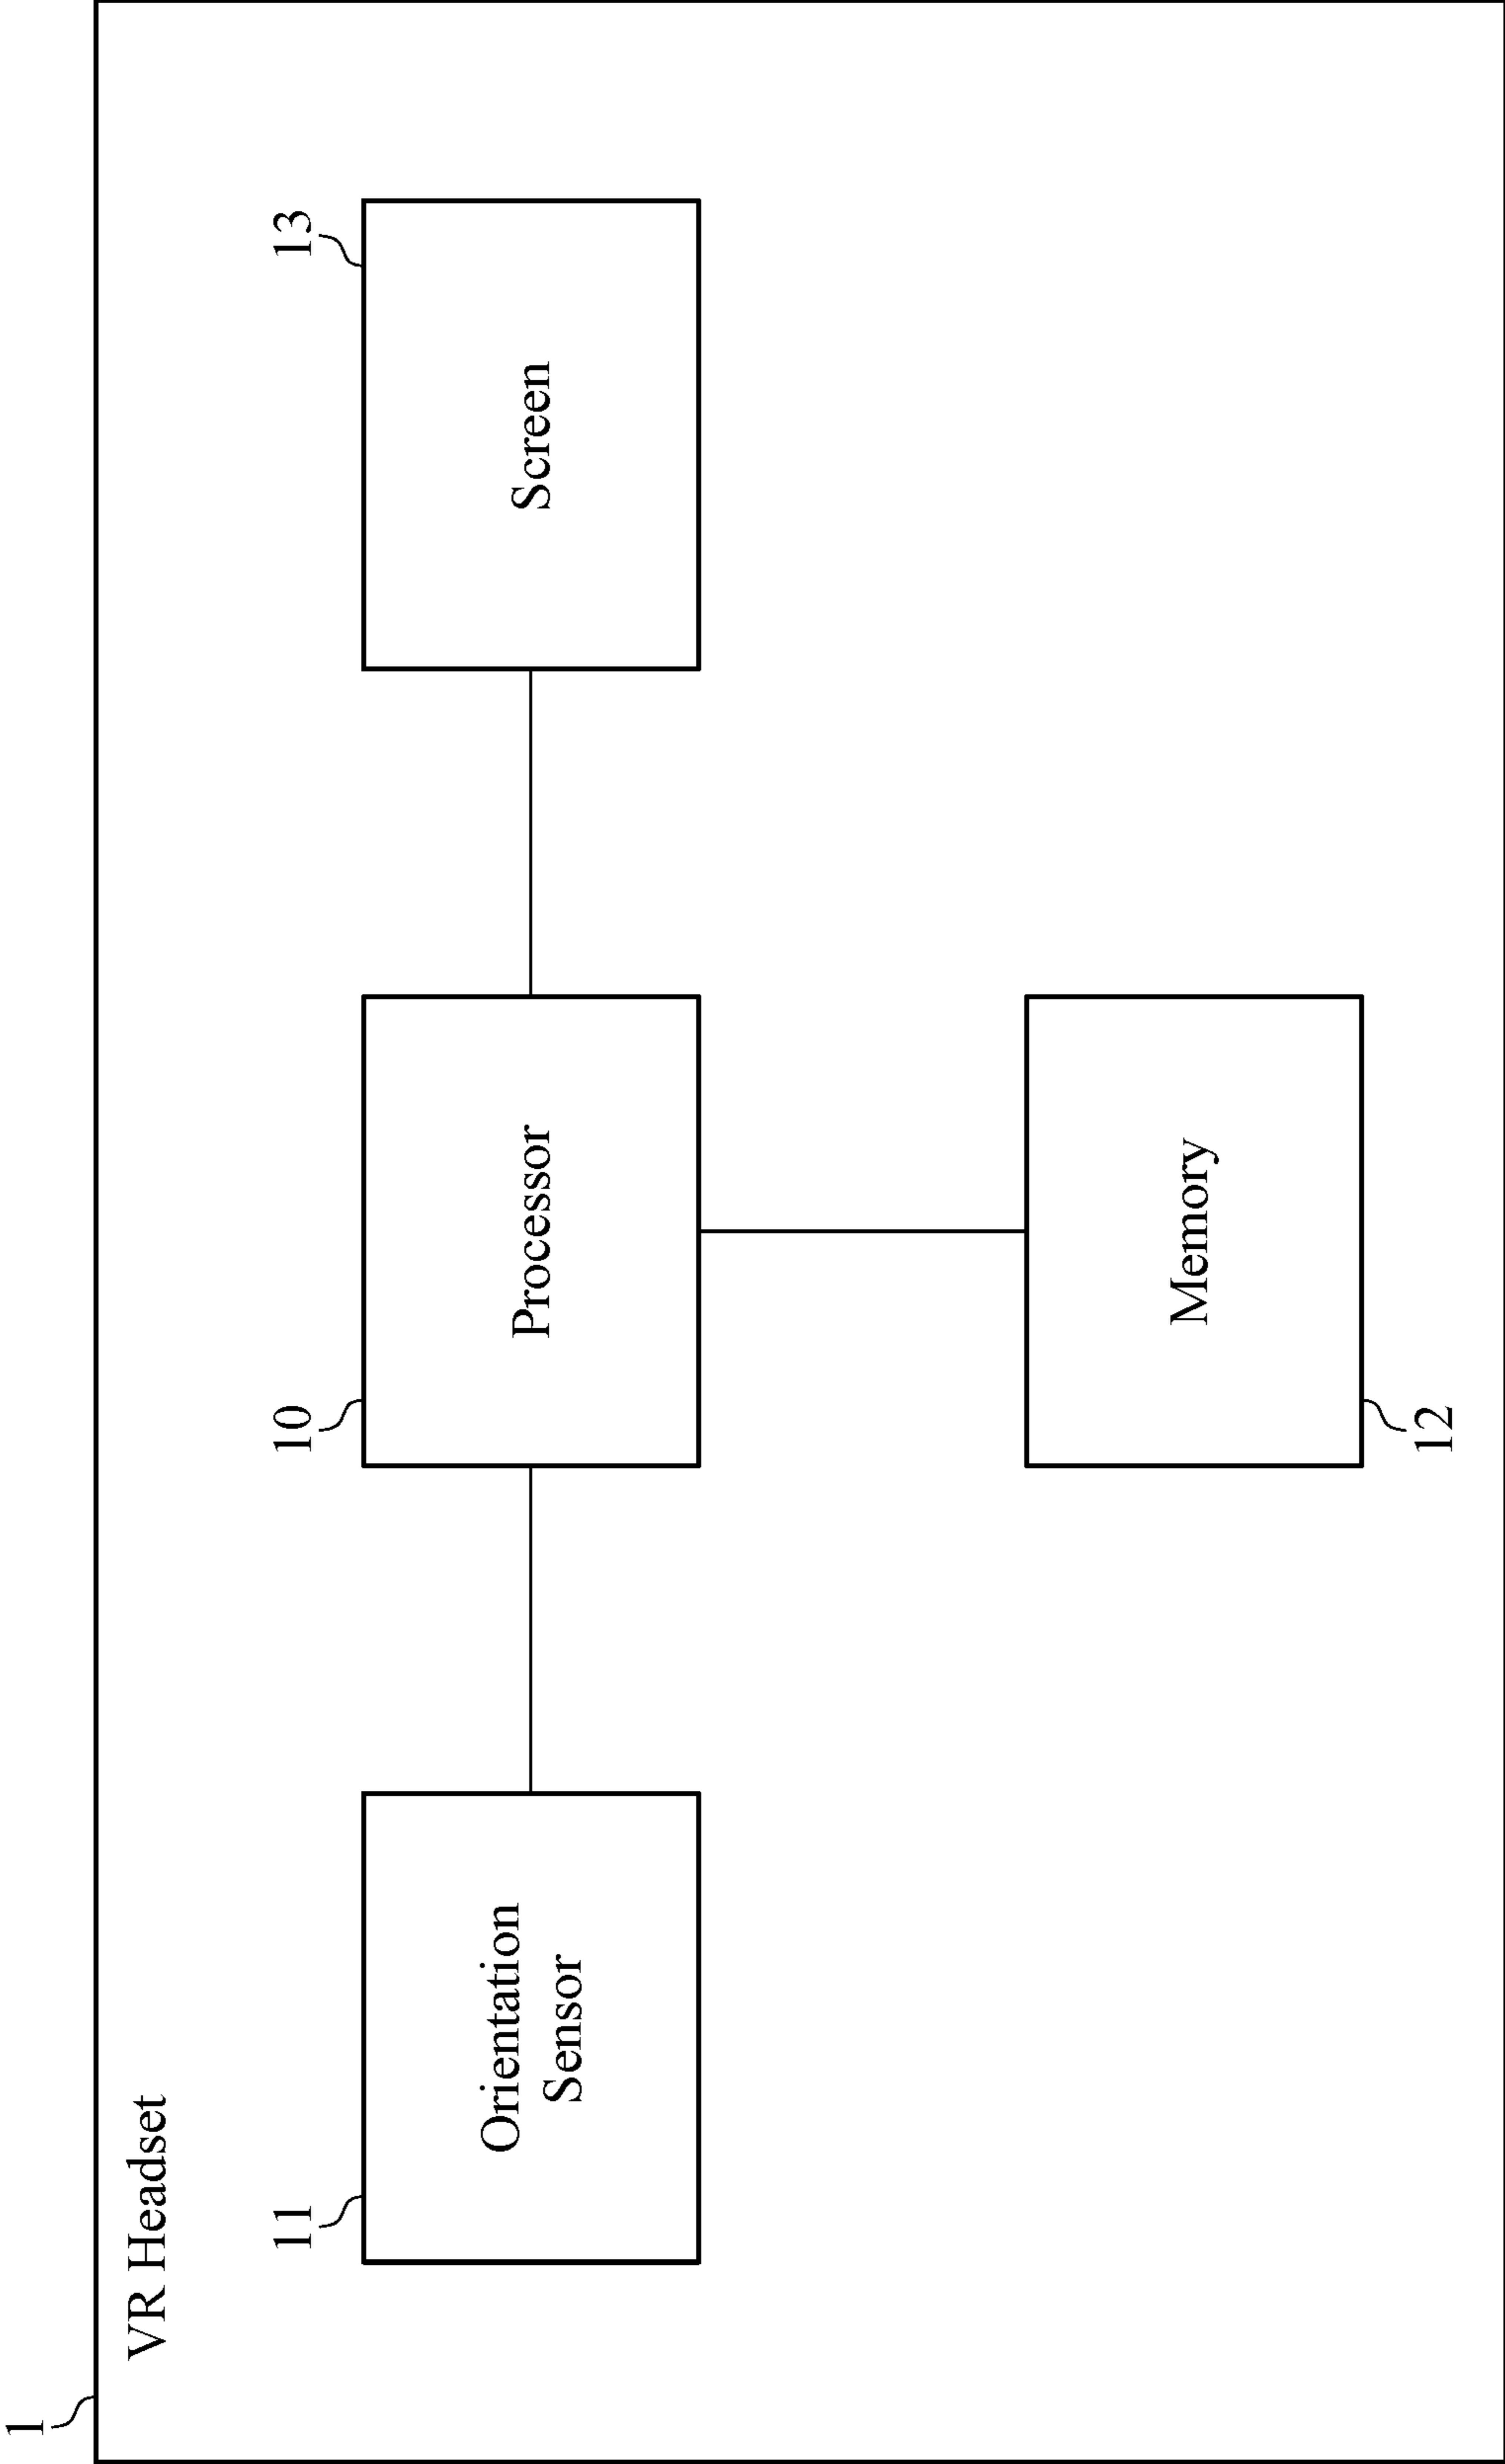 1
VR Headset
11
10
13
Orientation
Sensor
Processor
Screen
Memory
12